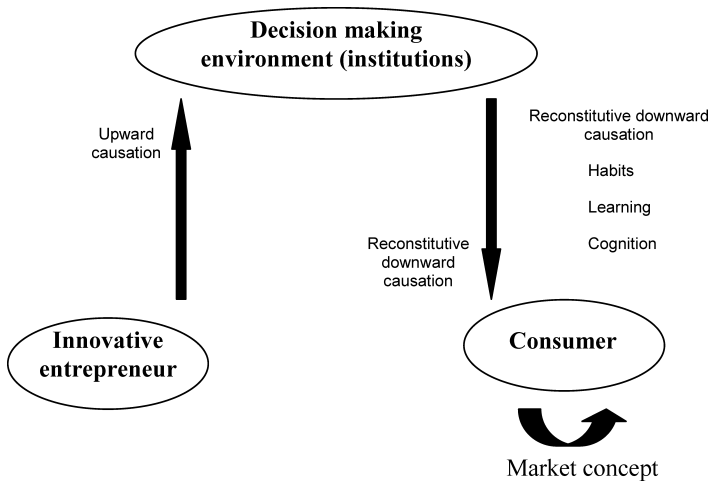 Decision making
environment (institutions)
Upward
causation
Reconstitutive downward
causation
Habits
Learning
Cognition
Reconstitutive
downward
causation
Innovative
entrepreneur
Consumer
Market concept